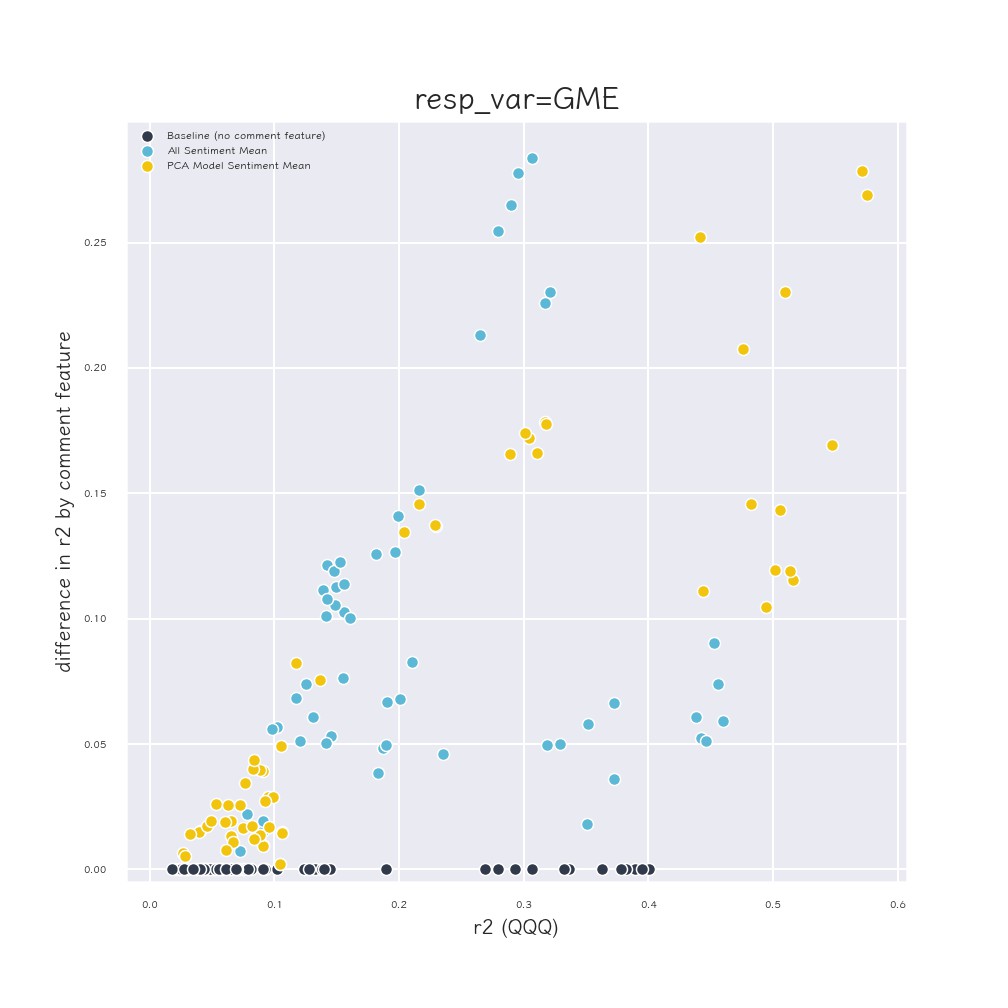 resp_var=GME
Baseline (no comment feature)
All Sentiment Mean
PCA Model Sentiment Mean
difference in r2 by comment feature
0.25
0.20
0.15
0.10
0.05
0.00
0.0 0.1 0.2 0.3 0.4 0.5 0.6
r2 (QQQ)